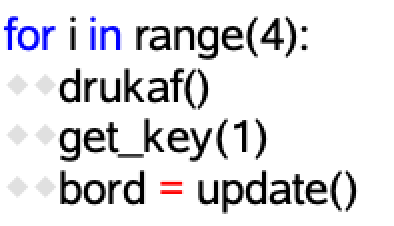 for i in range(4):
◆◆drukaf()
◆◆get_key(1)
◆◆bord = update()